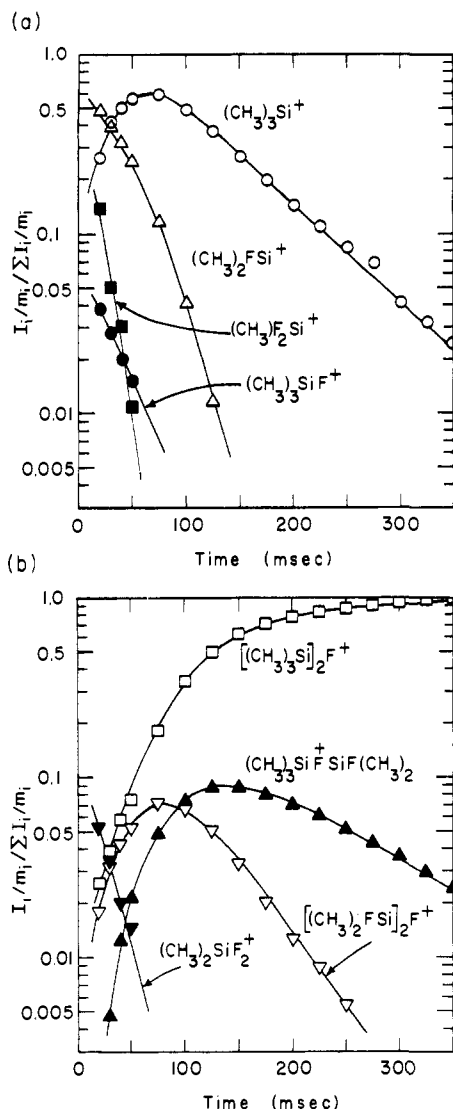 (a)
I_i/m_i/ΣI_i/m_i
1.0
0.5
0.1
0.05
0.01
0.005
(CH₃)₃Si⁺
(CH₃)₂FSi⁺
(CH₃)F₂Si⁺
(CH₃)₃SiF⁺
100
200
300
Time (msec)
(b)
I_i/m_i/ΣI_i/m_i
1.0
0.5
0.1
0.05
0.01
0.005
[(CH₃)₃Si]₂F⁺
(CH₃)₃SiF⁺SiF(CH₃)₂
[(CH₃)₂FSi]₂F⁺
(CH₃)₂SiF₂⁺
100
200
300
Time (msec)